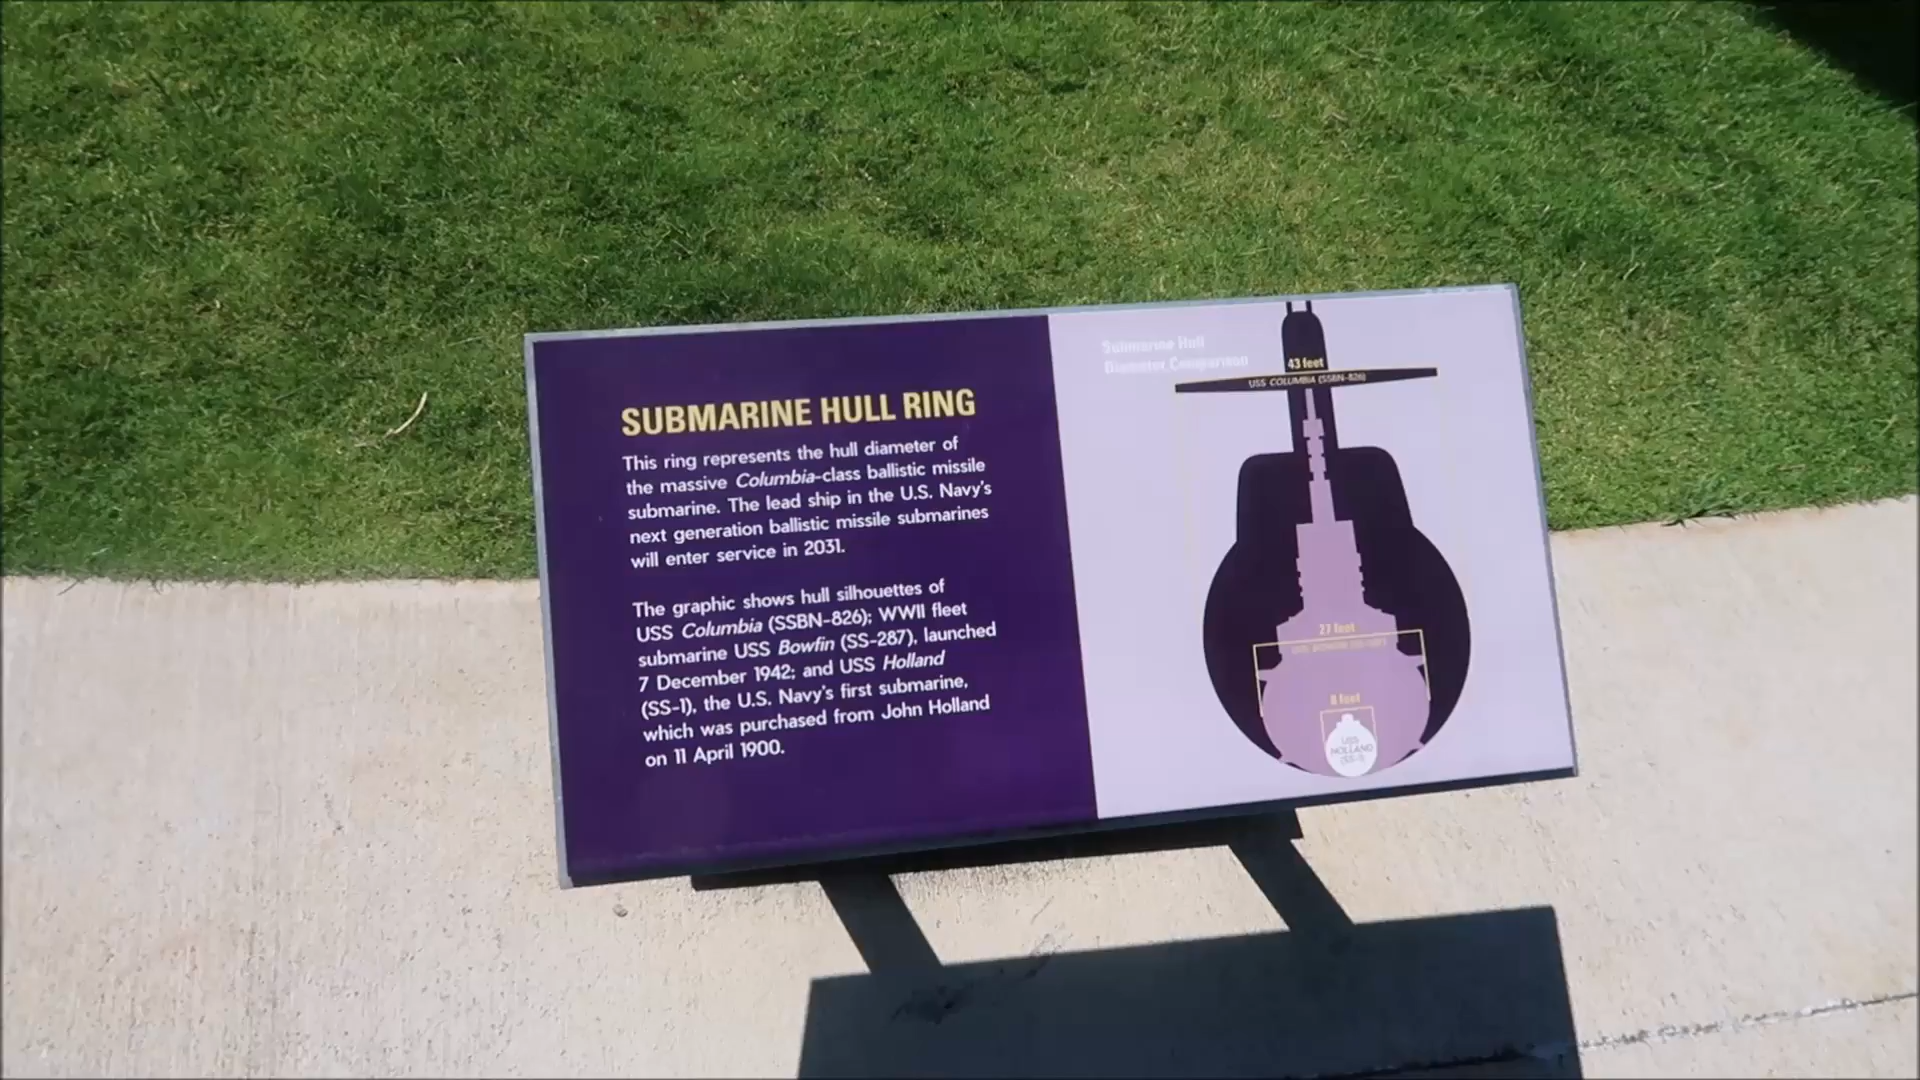 SUBMARINE HULL RING
This ring represents the hull diameter of
the massive Columbia-class ballistic missile
submarine. The lead ship in the U.S. Navy's
next generation ballistic missile submarines
will enter service in 2031.
The graphic shows hull silhouettes of
USS Columbia (SSBN-826); WWII fleet
submarine USS Bowfin (SS-287), launched
7 December 1942; and USS Holland
(SS-1), the U.S. Navy's first submarine,
which was purchased from John Holland
on 11 April 1900.
Submarine Hull
Diameter Comparison
43 feet
USS COLUMBIA (SSBN-826)
27 feet
USS BOWFIN (SS-287)
8 feet
USS
HOLLAND
(SS-1)